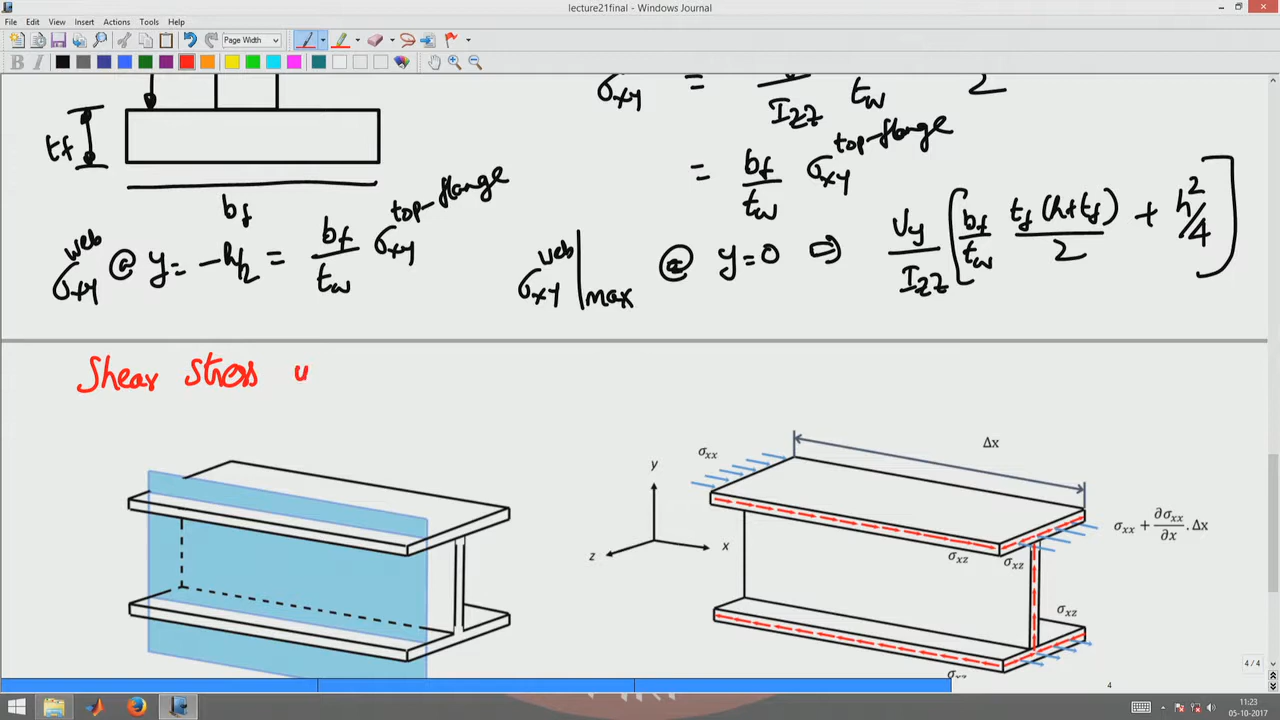 lecture21final - Windows Journal
File Edit View Insert Actions Tools Help
Page Width
B I
σxy = Izz tw 2
tf
bf
= bf/tw σxy top-flange
σxy web @ y = -h/2 = bf/tw σxy top-flange
σxy web | max @ y=0 ⇒ Vy/Izz [bf/tw tf(h+tf)/2 + h²/4]
Shear Stress
σxx
Δx
y
z
x
σxx + ∂σxx/∂x . Δx
σxz
σxz
σxz
4/4
4
11:23
05-10-2017